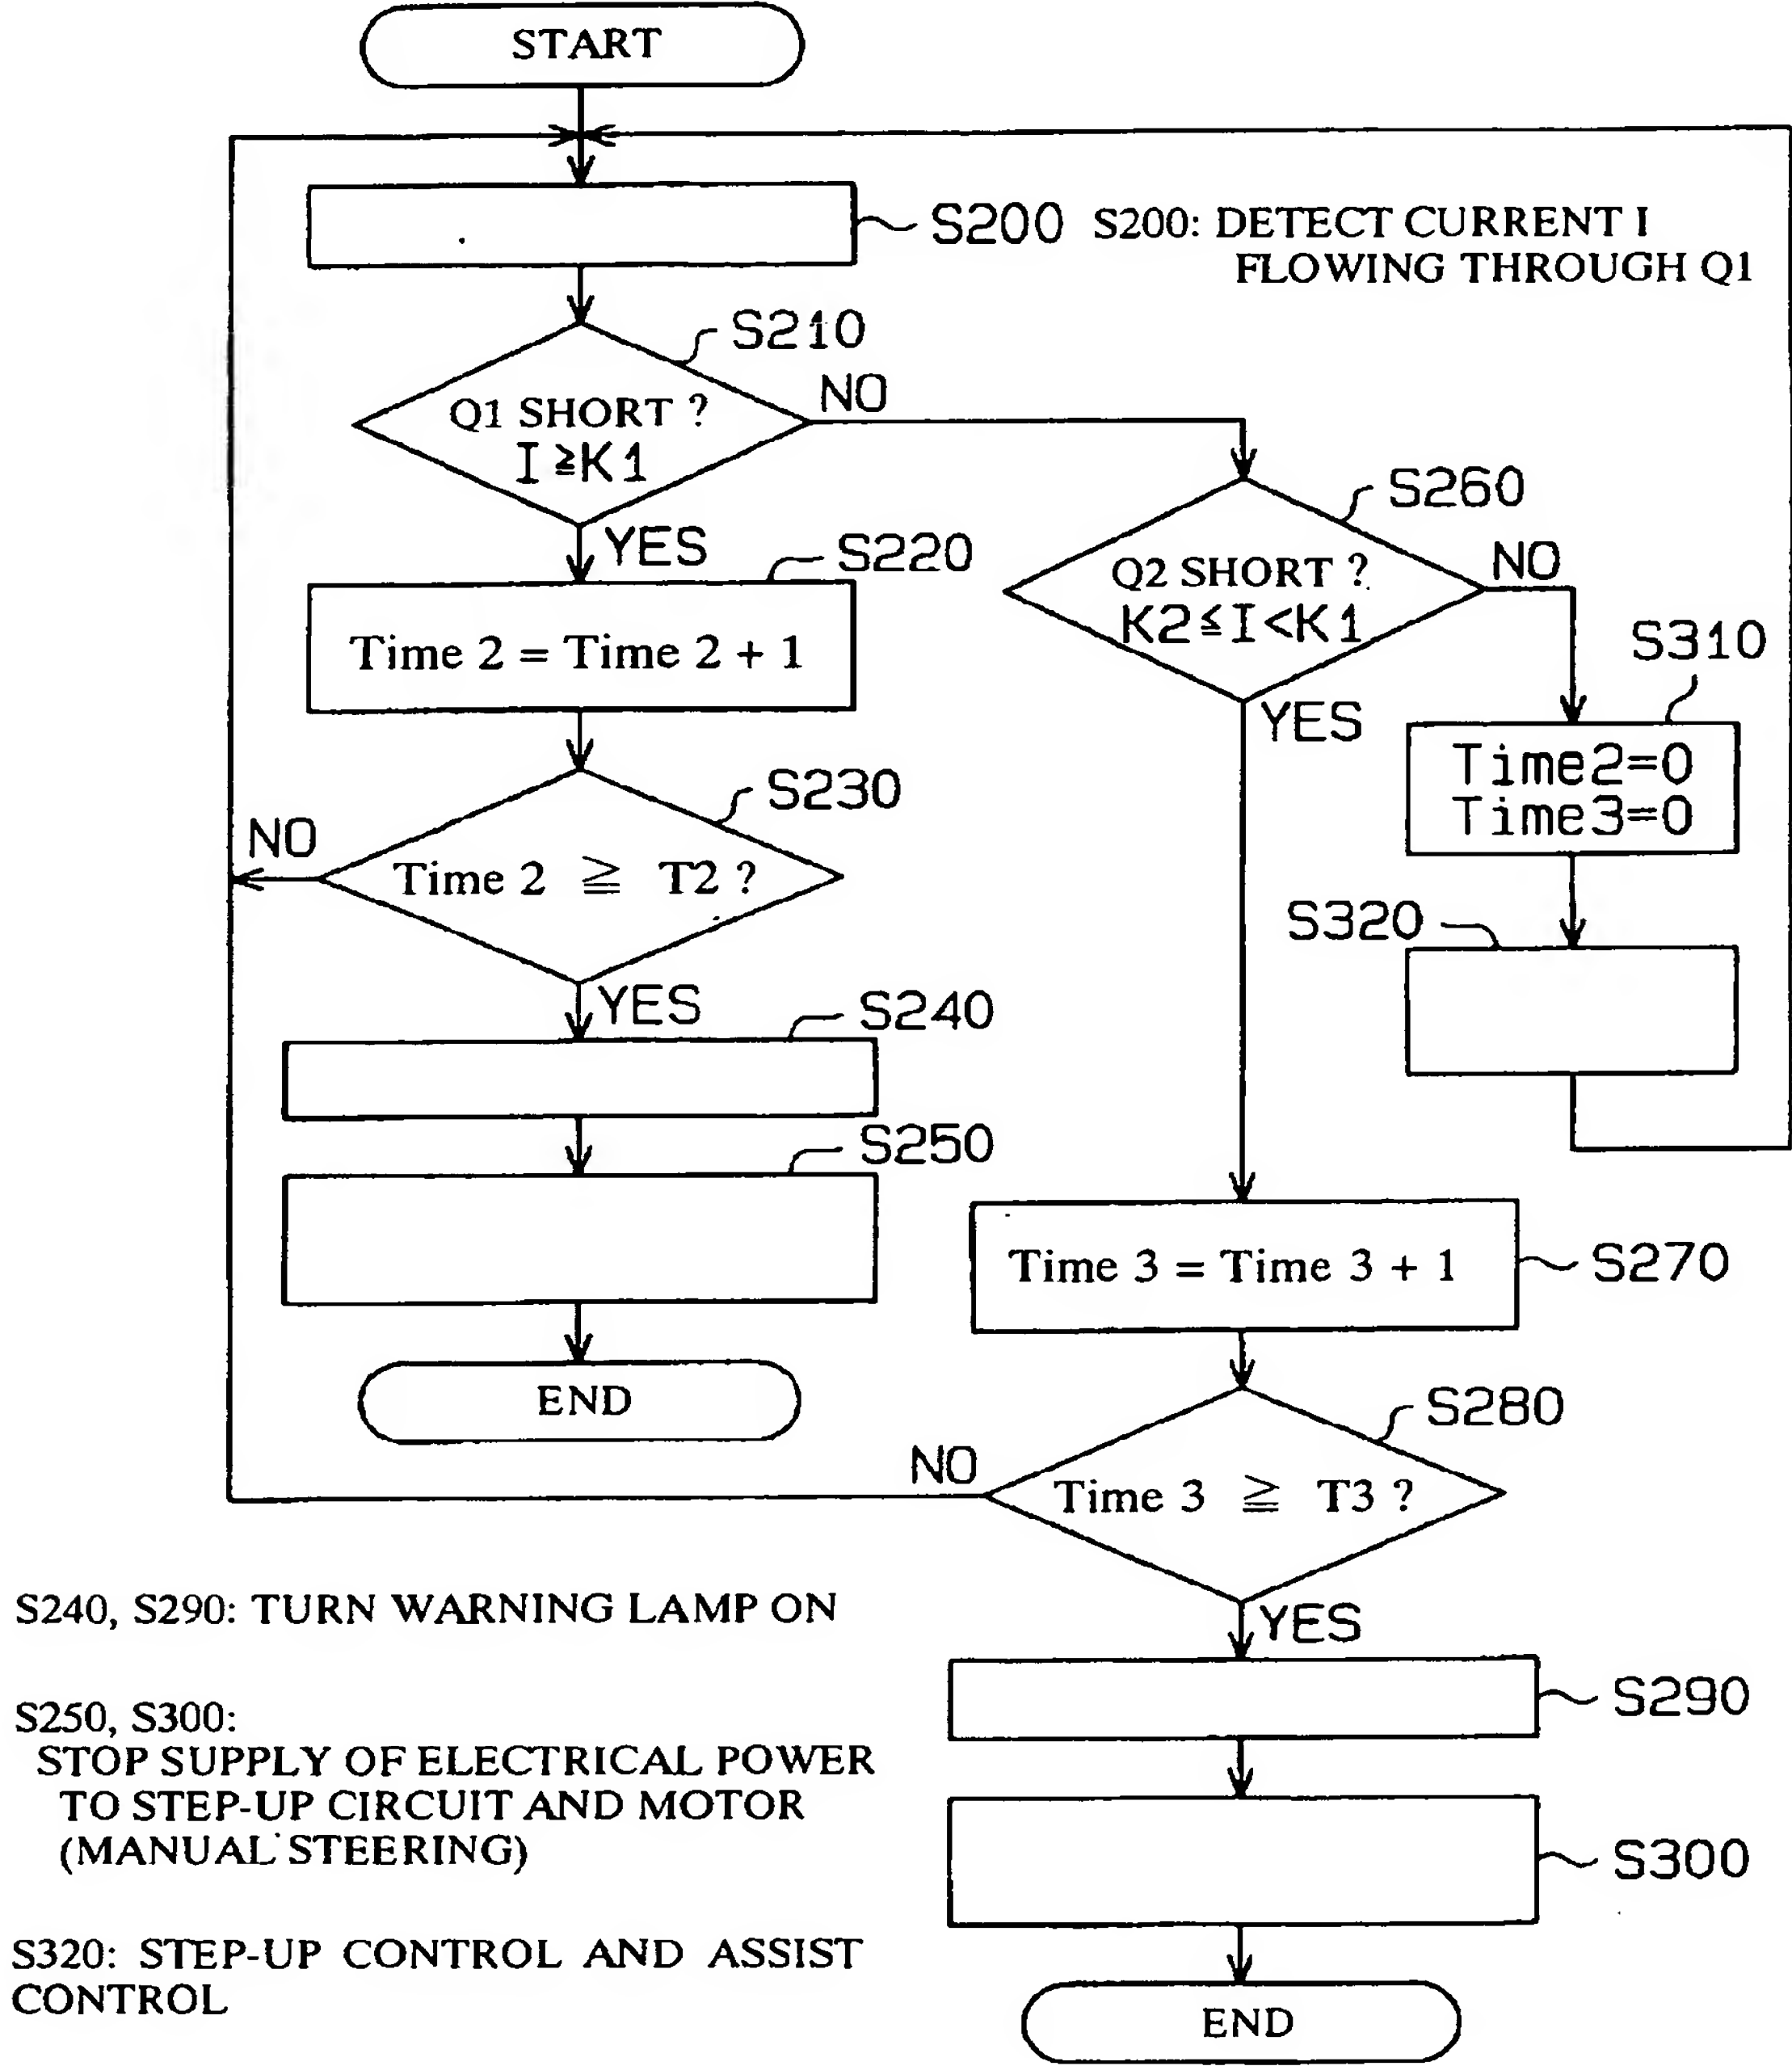 START
S200
S200: DETECT CURRENT I
FLOWING THROUGH Q1
S210
Q1 SHORT ?
I ≧K1
NO
YES
S260
Q2 SHORT ?
K2≦I<K1
NO
YES
S220
Time 2 = Time 2 + 1
S310
Time2=0
Time3=0
S230
Time 2 ≧ T2 ?
NO
YES
S320
S240
S250
END
S270
Time 3 = Time 3 + 1
S280
Time 3 ≧ T3 ?
NO
YES
S290
S300
END
S240, S290: TURN WARNING LAMP ON
S250, S300:
STOP SUPPLY OF ELECTRICAL POWER
TO STEP-UP CIRCUIT AND MOTOR
(MANUAL STEERING)
S320: STEP-UP CONTROL AND ASSIST
CONTROL